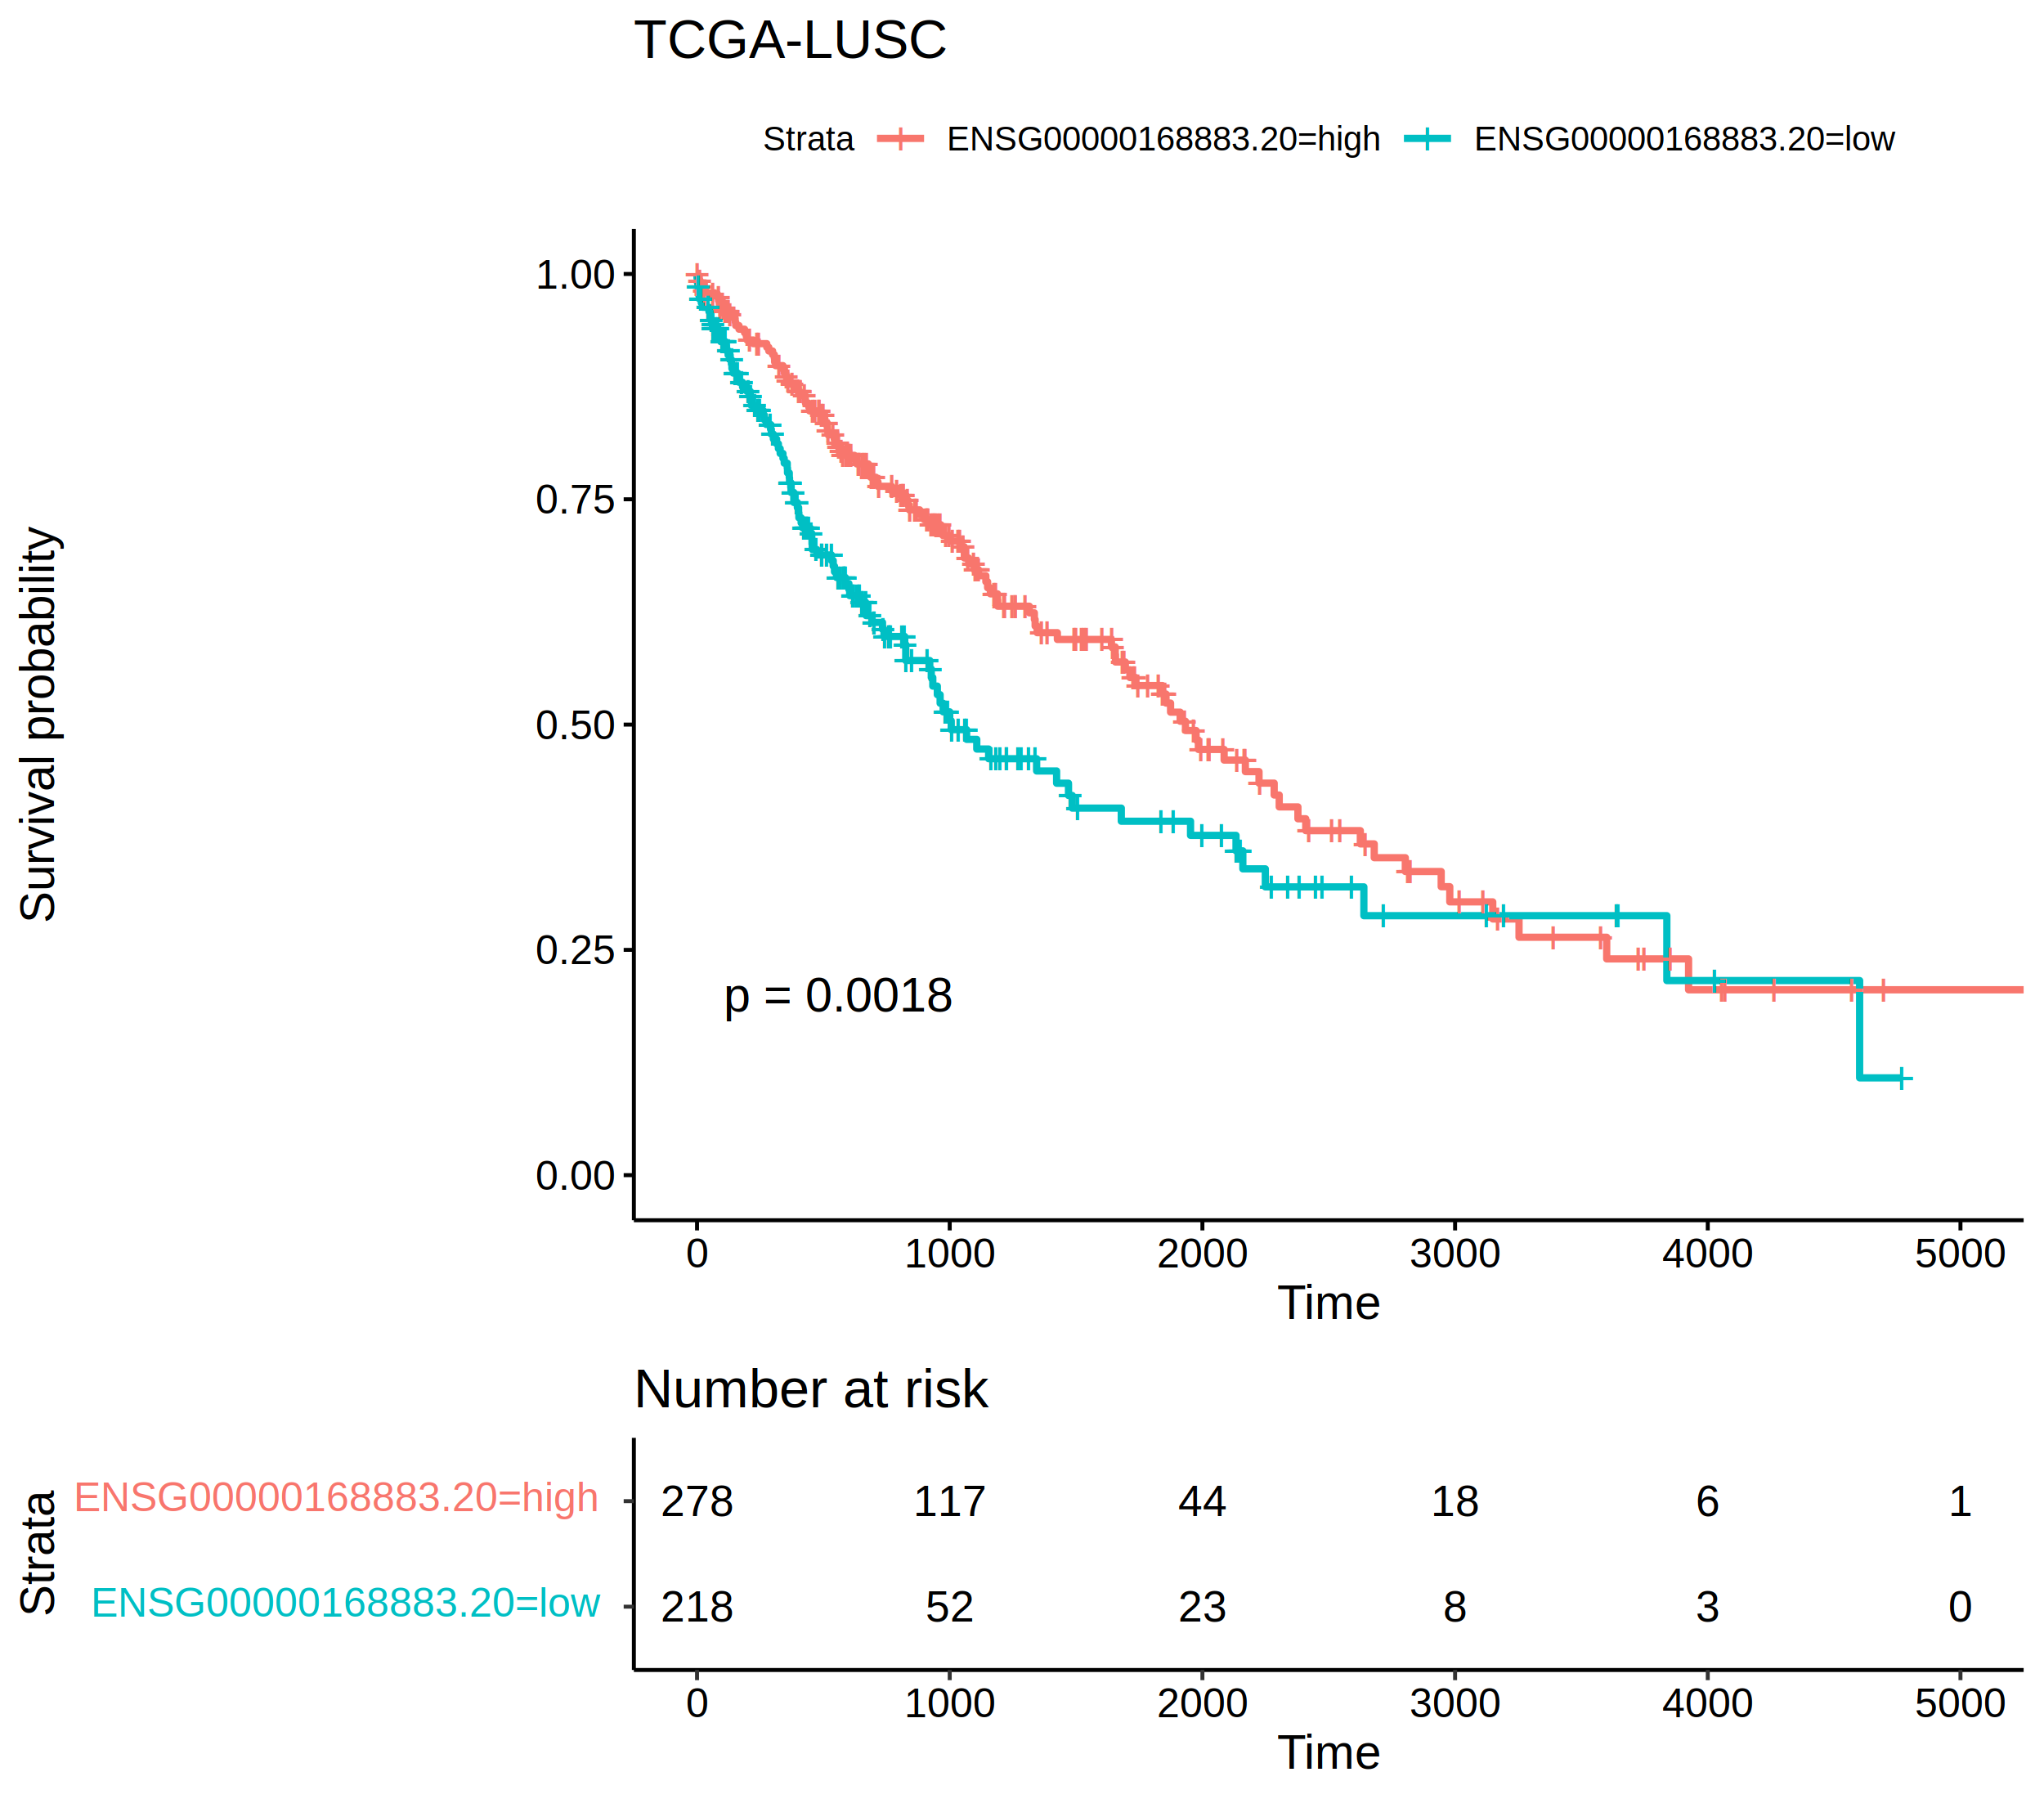 TCGA-LUSC
Strata ENSG00000168883.20=high ENSG00000168883.20=low
Survival probability
1.00
0.75
0.50
0.25
0.00
p = 0.0018
0 1000 2000 3000 4000 5000
Time
Number at risk
Strata
ENSG00000168883.20=high 278 117 44 18 6 1
ENSG00000168883.20=low 218 52 23 8 3 0
0 1000 2000 3000 4000 5000
Time